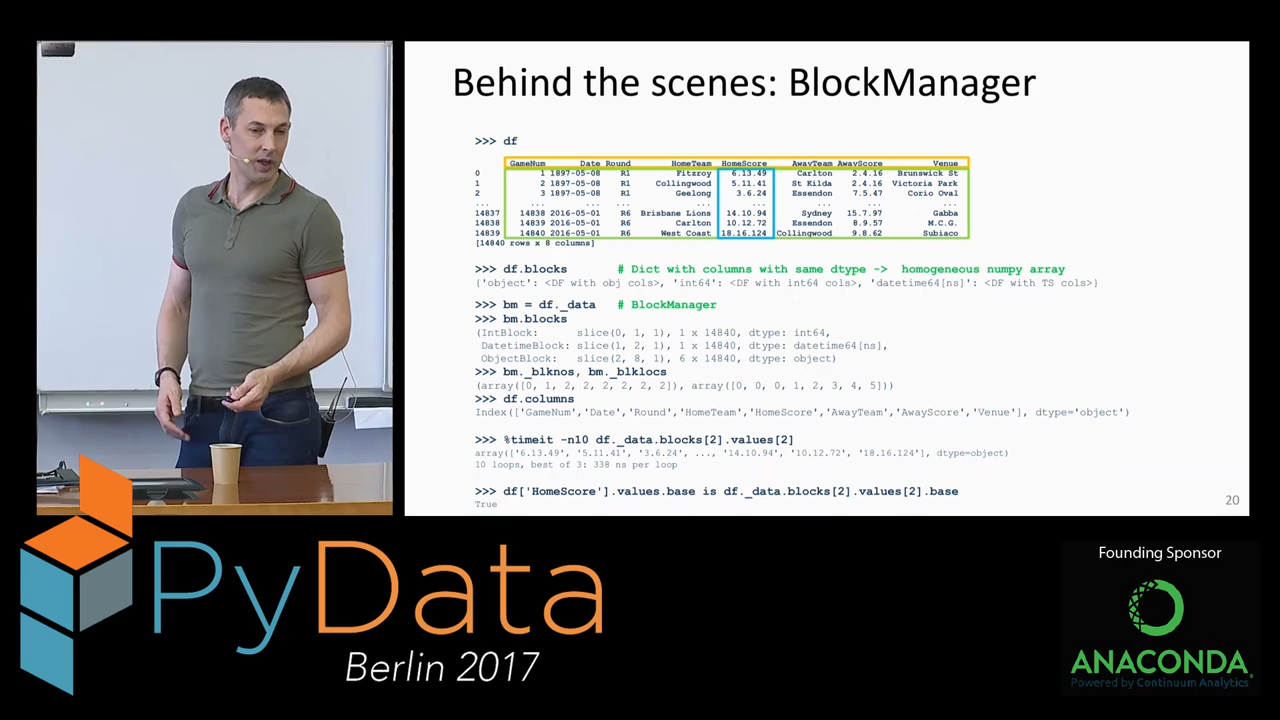 Behind the scenes: BlockManager
>>> df
GameNum Date Round HomeTeam HomeScore AwayTeam AwayScore Venue
0 1 1897-05-08 R1 Fitzroy 6.13.49 Carlton 2.4.16 Brunswick St
1 2 1897-05-08 R1 Collingwood 5.11.41 St Kilda 2.4.16 Victoria Park
2 3 1897-05-08 R1 Geelong 3.6.24 Essendon 7.5.47 Corio Oval
... ... ... ... ... ... ... ... ...
14837 14838 2016-05-01 R6 Brisbane Lions 14.10.94 Sydney 15.7.97 Gabba
14838 14839 2016-05-01 R6 Carlton 10.12.72 Essendon 8.9.57 M.C.G.
14839 14840 2016-05-01 R6 West Coast 18.16.124 Collingwood 9.8.62 Subiaco
[14840 rows x 8 columns]
>>> df.blocks # Dict with columns with same dtype -> homogeneous numpy array
{'object': <DF with obj cols>, 'int64': <DF with int64 cols>, 'datetime64[ns]': <DF with TS cols>}
>>> bm = df._data # BlockManager
>>> bm.blocks
(IntBlock: slice(0, 1, 1), 1 x 14840, dtype: int64,
DatetimeBlock: slice(1, 2, 1), 1 x 14840, dtype: datetime64[ns],
ObjectBlock: slice(2, 8, 1), 6 x 14840, dtype: object)
>>> bm._blknos, bm._blklocs
(array([0, 1, 2, 2, 2, 2, 2, 2]), array([0, 0, 0, 1, 2, 3, 4, 5]))
>>> df.columns
Index(['GameNum','Date','Round','HomeTeam','HomeScore','AwayTeam','AwayScore','Venue'], dtype='object')
>>> %timeit -n10 df._data.blocks[2].values[2]
array(['6.13.49', '5.11.41', '3.6.24', ..., '14.10.94', '10.12.72', '18.16.124'], dtype=object)
10 loops, best of 3: 338 ns per loop
>>> df['HomeScore'].values.base is df._data.blocks[2].values[2].base
True
20
PyData
Berlin 2017
Founding Sponsor
ANACONDA
Powered by Continuum Analytics